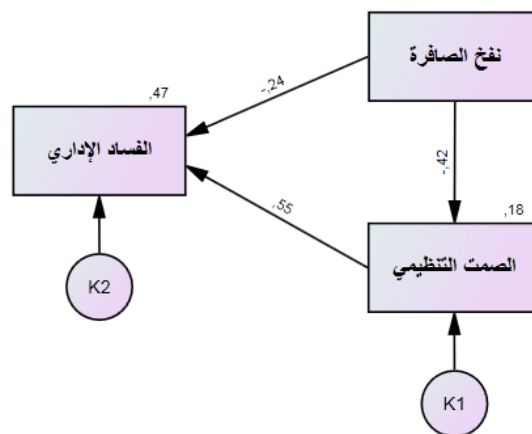 نفخ الصافرة
,47
-,24
الفساد الإداري
-,42
,18
,55
الصمت التنظيمي
K2
K1